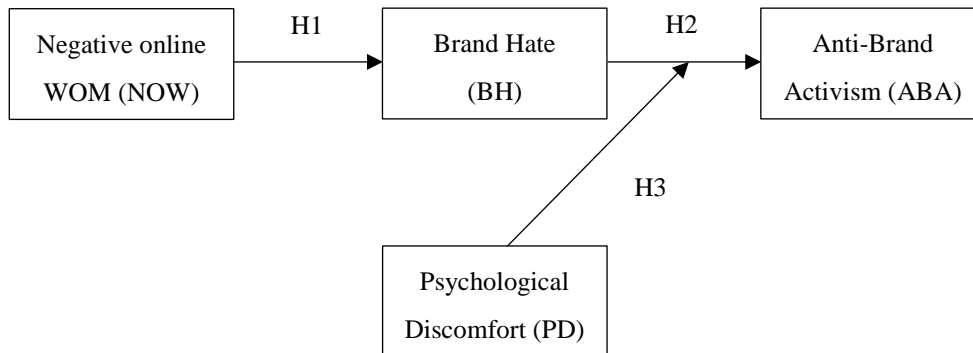 Negative online
WOM (NOW)
H1
Brand Hate
(BH)
H2
Anti-Brand
Activism (ABA)
H3
Psychological
Discomfort (PD)